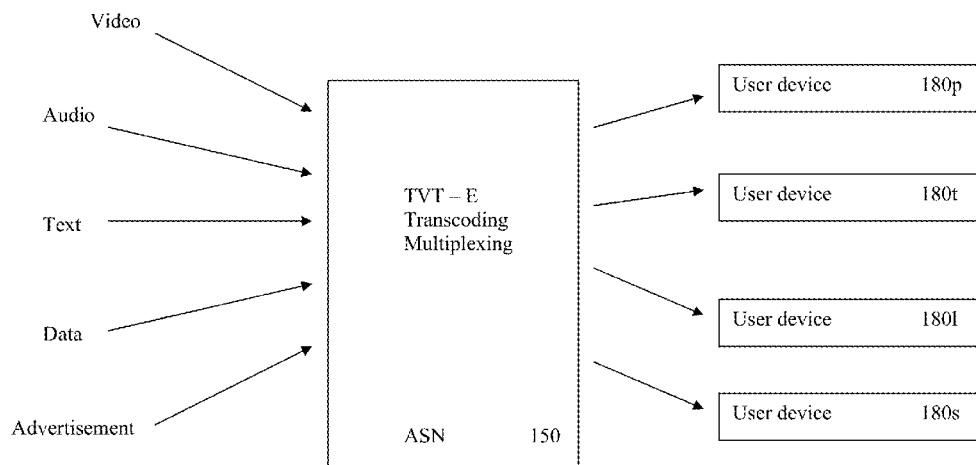 Video
Audio
Text
Data
Advertisement
TVT – E
Transcoding
Multiplexing
ASN 150
User device 180p
User device 180t
User device 180l
User device 180s